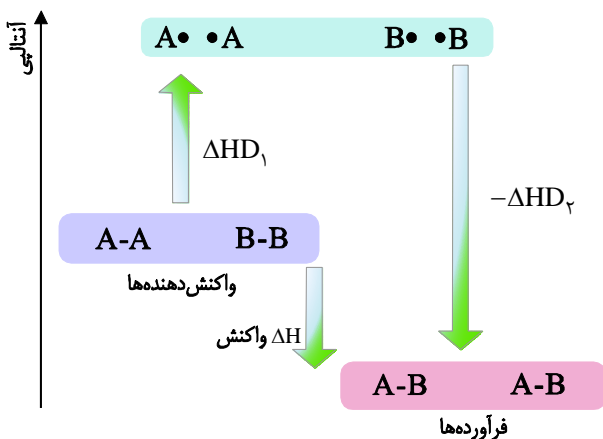 آنتالپی
A• •A B• •B
ΔHD۱
−ΔHD۲
A-A B-B
واکنش‌دهنده‌ها
ΔH واکنش
A-B A-B
فرآورده‌ها